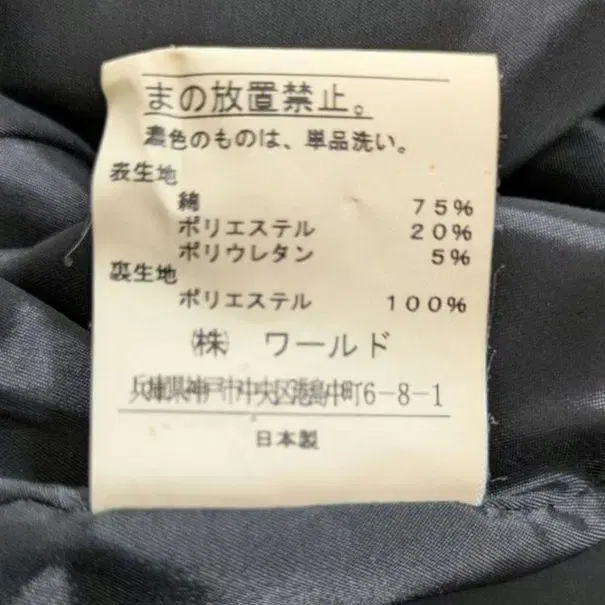 まの放置禁止。
濃色のものは、単品洗い。
表生地
綿 75%
ポリエステル 20%
ポリウレタン 5%
裏生地
ポリエステル 100%
㈱ ワールド
兵庫県神戸市中央区港島中町6-8-1
日本製